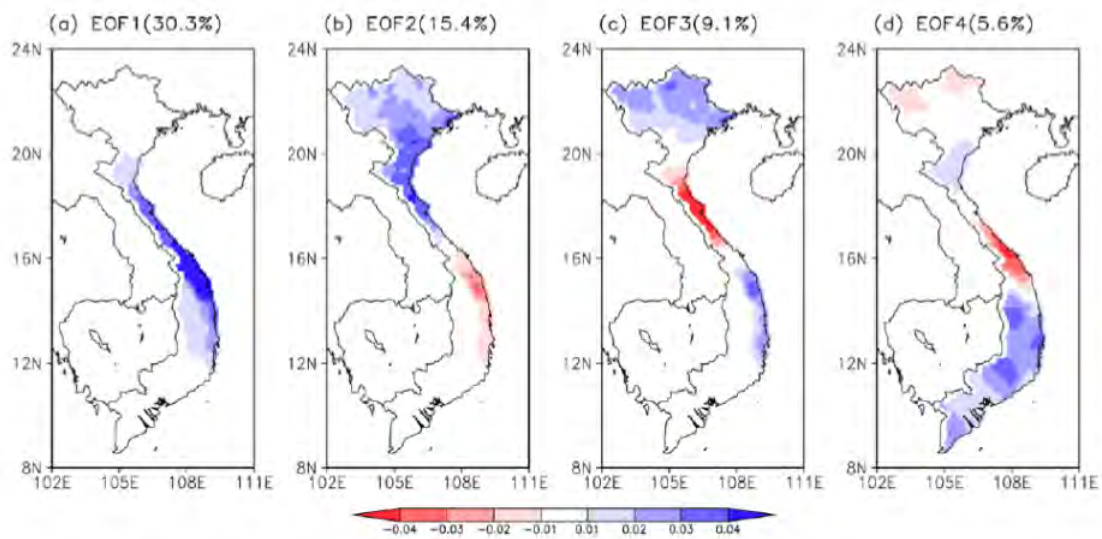 (a) EOF1(30.3%) (b) EOF2(15.4%) (c) EOF3(9.1%) (d) EOF4(5.6%)
24N 24N 24N 24N
20N 20N 20N 20N
16N 16N 16N 16N
12N 12N 12N 12N
8N 8N 8N 8N
102E 105E 108E 111E 102E 105E 108E 111E 102E 105E 108E 111E 102E 105E 108E 111E
−0.04 −0.03 −0.02 −0.01 0.01 0.02 0.03 0.04